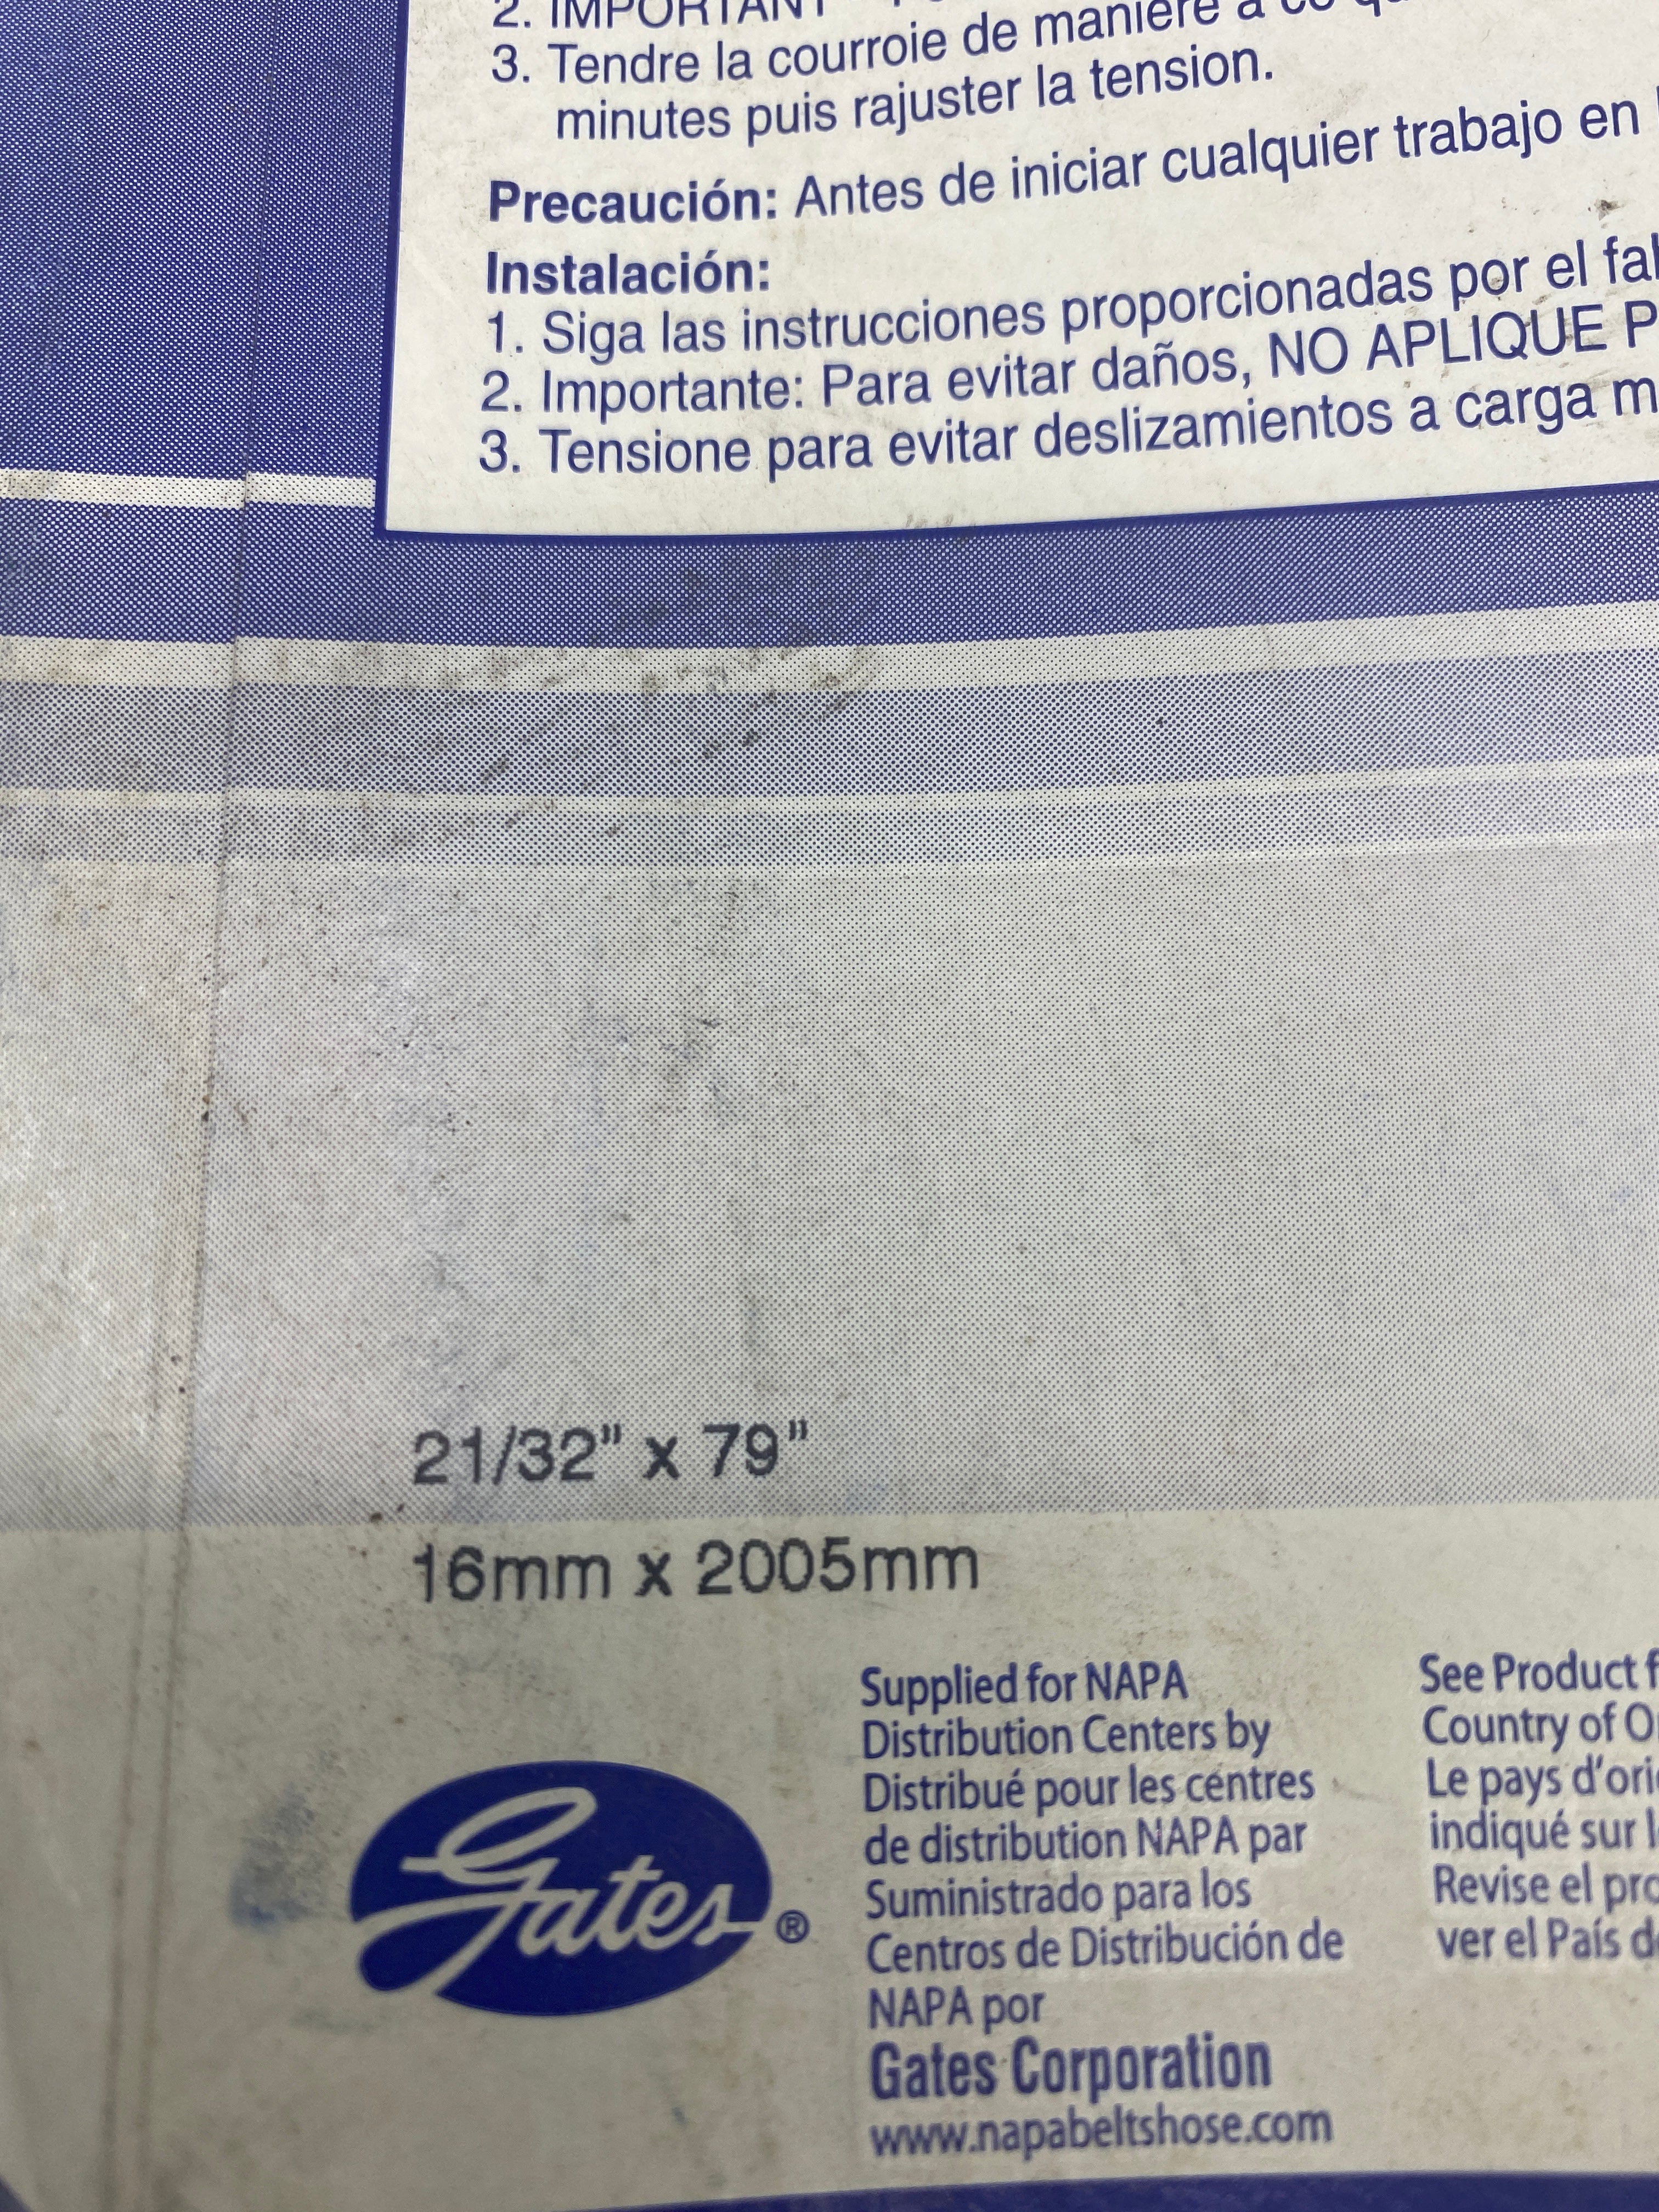 2. IMPORTANT
3. Tendre la courroie de manière à ce
minutes puis rajuster la tension.
Precaución: Antes de iniciar cualquier trabajo en
Instalación:
1. Siga las instrucciones proporcionadas por el
2. Importante: Para evitar daños, NO APLIQUE
3. Tensione para evitar deslizamientos a carga
21/32" x 79"
16mm x 2005mm
Gates®
Supplied for NAPA
Distribution Centers by
Distribué pour les centres
de distribution NAPA par
Suministrado para los
Centros de Distribución de
NAPA por
Gates Corporation
www.napabeltshose.com
See Product
Country of
Le pays
indiqué sur
Revise el
ver el País